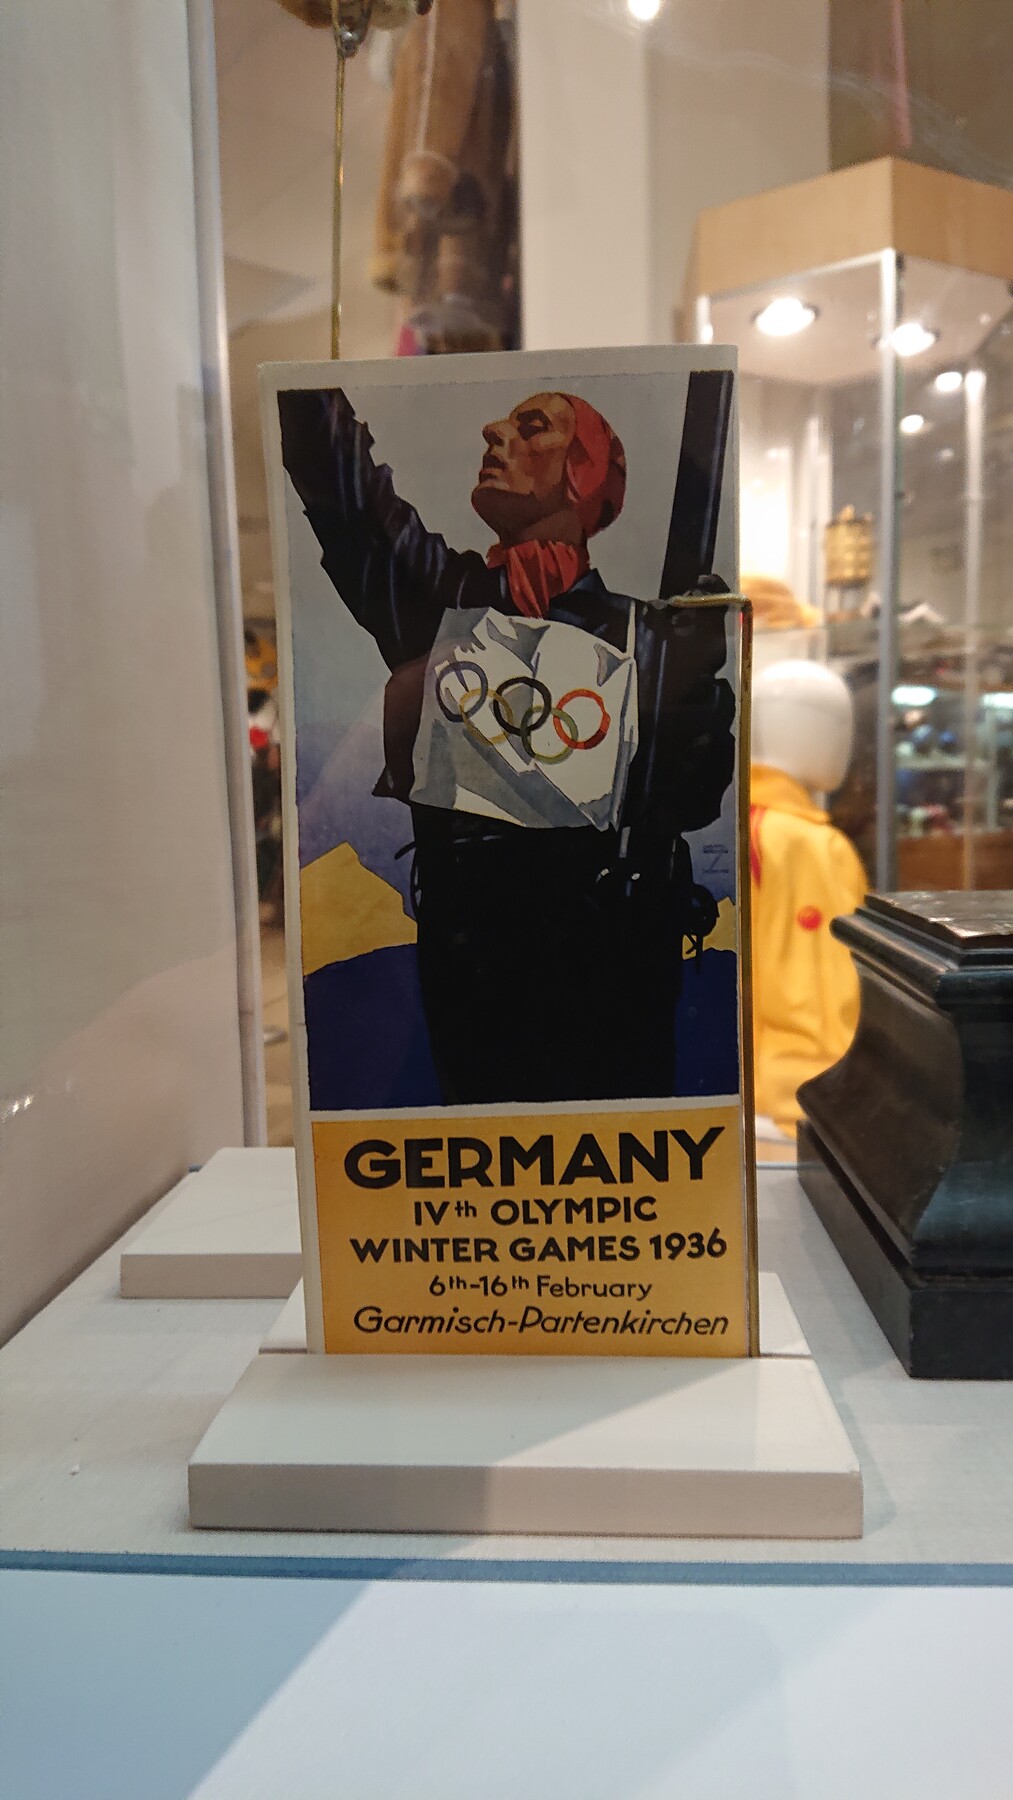 GERMANY
IVth OLYMPIC
WINTER GAMES 1936
6th-16th February
Garmisch-Partenkirchen